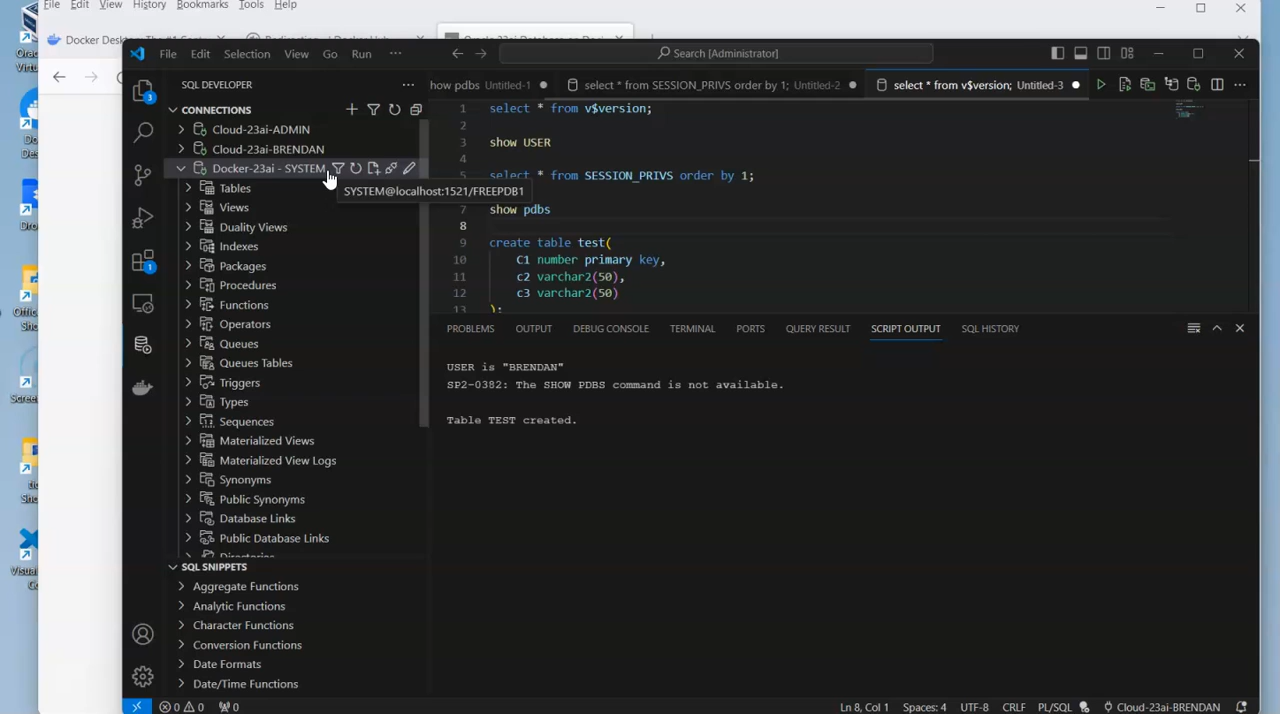 File Edit View History Bookmarks Tools Help
File Edit Selection View Go Run ···
Search [Administrator]
SQL DEVELOPER
how pdbs Untitled-1
select * from SESSION_PRIVS order by 1; Untitled-2
select * from v$version; Untitled-3
CONNECTIONS
Cloud-23ai-ADMIN
Cloud-23ai-BRENDAN
Docker-23ai - SYSTEM
SYSTEM@localhost:1521/FREEPDB1
Tables
Views
Duality Views
Indexes
Packages
Procedures
Functions
Operators
Queues
Queues Tables
Triggers
Types
Sequences
Materialized Views
Materialized View Logs
Synonyms
Public Synonyms
Database Links
Public Database Links
Directories
SQL SNIPPETS
Aggregate Functions
Analytic Functions
Character Functions
Conversion Functions
Date Formats
Date/Time Functions
1 select * from v$version;
2
3 show USER
4
5 select * from SESSION_PRIVS order by 1;
7 show pdbs
8
9 create table test(
10 C1 number primary key,
11 c2 varchar2(50),
12 c3 varchar2(50)
13 );
PROBLEMS OUTPUT DEBUG CONSOLE TERMINAL PORTS QUERY RESULT SCRIPT OUTPUT SQL HISTORY
USER is "BRENDAN"
SP2-0382: The SHOW PDBS command is not available.
Table TEST created.
3
1
0 0 0
Ln 8, Col 1 Spaces: 4 UTF-8 CRLF PL/SQL Cloud-23ai-BRENDAN